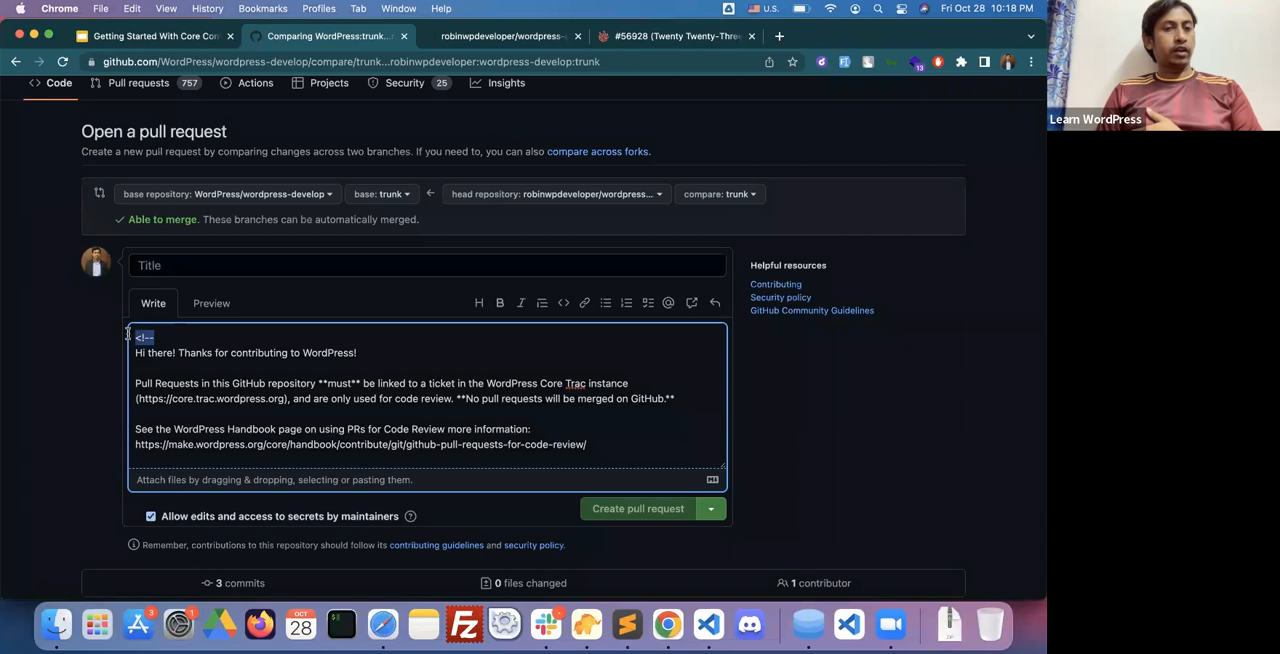 Chrome File Edit View History Bookmarks Profiles Tab Window Help U.S. Fri Oct 28 10:18 PM
Getting Started With Core Con Comparing WordPress:trunk... robinwpdeveloper/wordpress- #56928 (Twenty Twenty-Thre
github.com/WordPress/wordpress-develop/compare/trunk...robinwpdeveloper:wordpress-develop:trunk
13
Code Pull requests 757 Actions Projects Security 25 Insights
Learn WordPress
Open a pull request
Create a new pull request by comparing changes across two branches. If you need to, you can also compare across forks.
base repository: WordPress/wordpress-develop base: trunk head repository: robinwpdeveloper/wordpress... compare: trunk
Able to merge. These branches can be automatically merged.
Title
Write Preview
<!--
Hi there! Thanks for contributing to WordPress!
Pull Requests in this GitHub repository **must** be linked to a ticket in the WordPress Core Trac instance
(https://core.trac.wordpress.org), and are only used for code review. **No pull requests will be merged on GitHub.**
See the WordPress Handbook page on using PRs for Code Review more information:
https://make.wordpress.org/core/handbook/contribute/git/github-pull-requests-for-code-review/
Attach files by dragging & dropping, selecting or pasting them.
Allow edits and access to secrets by maintainers
Create pull request
Helpful resources
Contributing
Security policy
GitHub Community Guidelines
Remember, contributions to this repository should follow its contributing guidelines and security policy.
3 commits 0 files changed 1 contributor
3 1 OCT 28 Fz